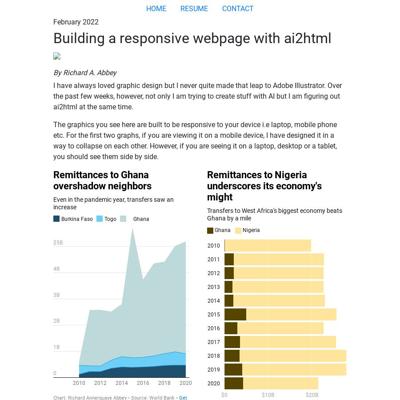 HOME RESUME CONTACT
February 2022
Building a responsive webpage with ai2html
By Richard A. Abbey
I have always loved graphic design but I never quite made that leap to Adobe Illustrator. Over
the past few weeks, however, not only I am trying to create stuff with AI but I am figuring out
ai2html at the same time.
The graphics you see here are built to be responsive to your device i.e laptop, mobile phone
etc. For the first two graphs, if you are viewing it on a mobile device, I have designed it in a
way to collapse on each other. However, if you are seeing it on a laptop, desktop or a tablet,
you should see them side by side.
Remittances to Ghana
overshadow neighbors
Even in the pandemic year, transfers saw an
increase
Burkina Faso Togo Ghana
4B
3B
2B
1B
0
2010 2012 2014 2016 2018 2020
Chart: Richard Annerquaye Abbey • Source: World Bank • Get
Remittances to Nigeria
underscores its economy's
might
Transfers to West Africa's biggest economy beats
Ghana by a mile
Ghana Nigeria
2010
2011
2012
2013
2014
2015
2016
2017
2018
2019
2020
$0 $10B $20B